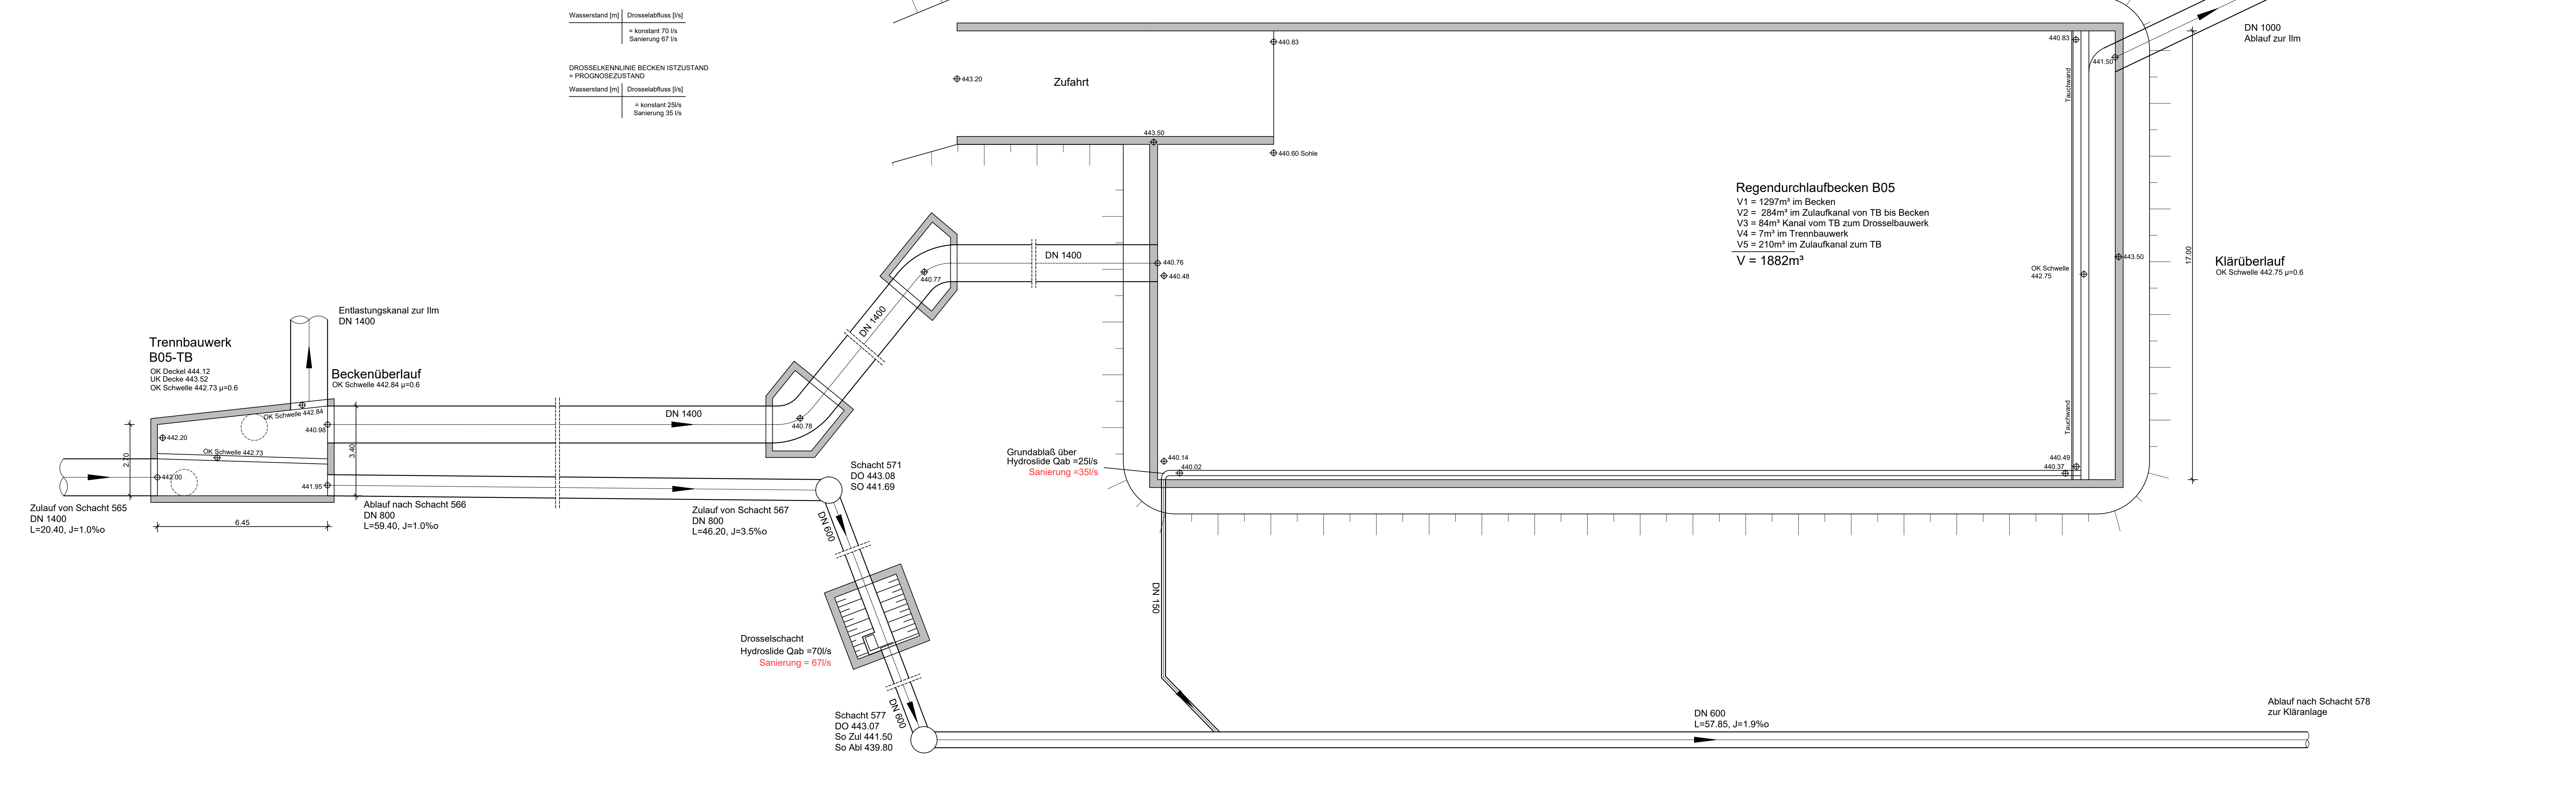 Wasserstand [m] Drosselabfluss [l/s]
= konstant 70 l/s
Sanierung 67 l/s
DROSSELKENNLINIE BECKEN ISTZUSTAND
= PROGNOSEZUSTAND
Wasserstand [m] Drosselabfluss [l/s]
= konstant 25l/s
Sanierung 35 l/s
443.20
Zufahrt
440.83
443.50
440.60 Sohle
440.83
Tauchwand
441.50
DN 1000
Ablauf zur Ilm
17.00
Regendurchlaufbecken B05
V1 = 1297m³ im Becken
V2 = 284m³ im Zulaufkanal von TB bis Becken
V3 = 84m³ Kanal vom TB zum Drosselbauwerk
V4 = 7m³ im Trennbauwerk
V5 = 210m³ im Zulaufkanal zum TB
V = 1882m³
OK Schwelle
442.75
443.50
Klärüberlauf
OK Schwelle 442.75 µ=0.6
DN 1400
440.76
440.48
440.77
DN 1400
Entlastungskanal zur Ilm
DN 1400
Trennbauwerk
B05-TB
OK Deckel 444.12
UK Decke 443.52
OK Schwelle 442.73 µ=0.6
Beckenüberlauf
OK Schwelle 442.84 µ=0.6
OK Schwelle 442.84
440.98
442.20
OK Schwelle 442.73
442.00
441.95
2.70
3.40
6.45
DN 1400
440.78
Zulauf von Schacht 565
DN 1400
L=20.40, J=1.0%o
Ablauf nach Schacht 566
DN 800
L=59.40, J=1.0%o
Zulauf von Schacht 567
DN 800
L=46.20, J=3.5%o
Schacht 571
DO 443.08
SO 441.69
DN 600
Grundablaß über
Hydroslide Qab =25l/s
Sanierung =35l/s
440.14
440.02
Tauchwand
440.49
440.37
DN 150
Drosselschacht
Hydroslide Qab =70l/s
Sanierung = 67l/s
DN 600
Schacht 577
DO 443.07
So Zul 441.50
So Abl 439.80
DN 600
L=57.85, J=1.9%o
Ablauf nach Schacht 578
zur Kläranlage